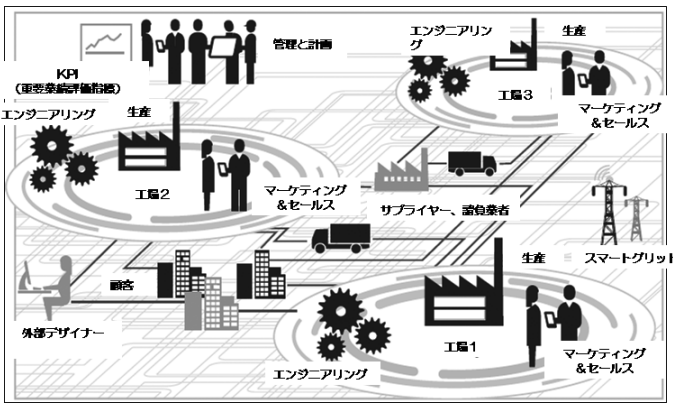 エンジニアリン
グ
生産
管理と計画
KPI
（重要業績評価指標）
工場３
マーケティング
＆セールス
エンジニアリング
生産
工場２
マーケティング
＆セールス
サプライヤー、請負業者
顧客
生産
スマートグリッド
外部デザイナー
工場１
エンジニアリング
マーケティング
＆セールス